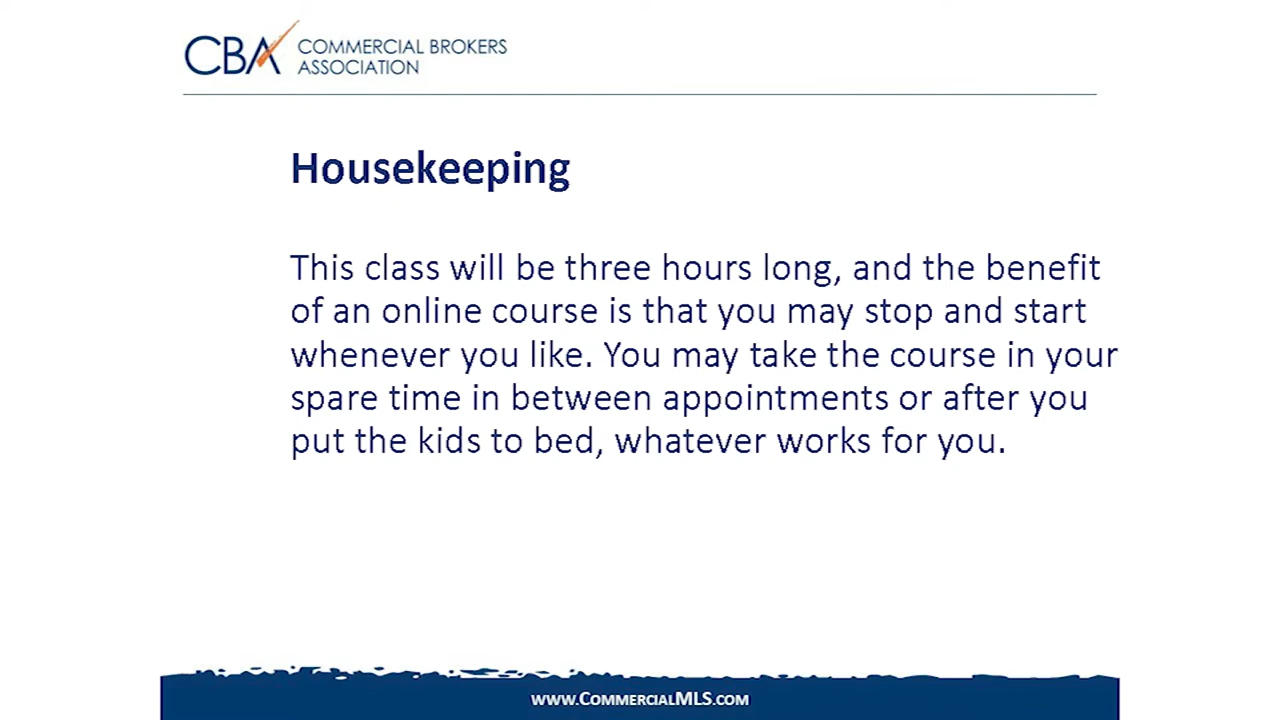 CBA COMMERCIAL BROKERS
ASSOCIATION
Housekeeping
This class will be three hours long, and the benefit
of an online course is that you may stop and start
whenever you like. You may take the course in your
spare time in between appointments or after you
put the kids to bed, whatever works for you.
www.CommercialMLS.com